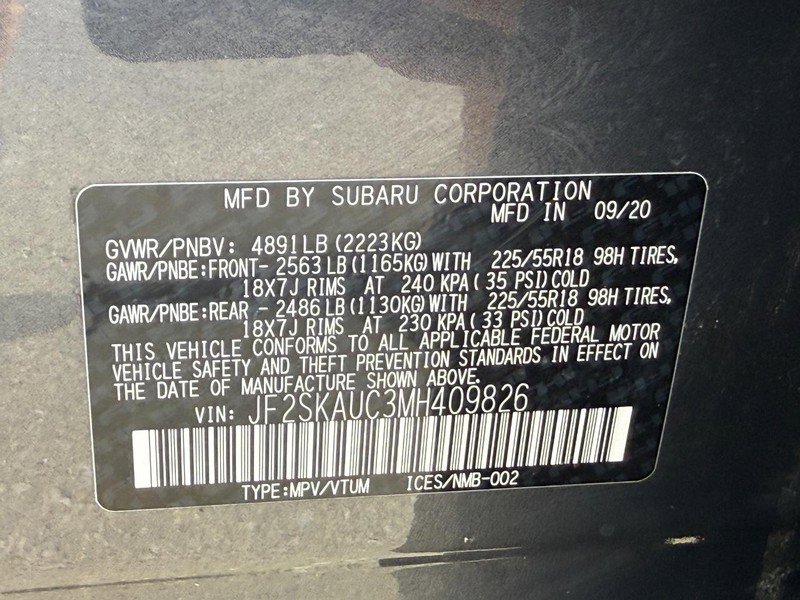 MFD BY SUBARU CORPORATION
MFD IN 09/20
GVWR/PNBV: 4891LB (2223KG)
GAWR/PNBE:FRONT- 2563 LB (1165KG) WITH 225/55R18 98H TIRES,
18X7J RIMS AT 240 KPA ( 35 PSI) COLD
GAWR/PNBE:REAR - 2486 LB (1130KG) WITH 225/55R18 98H TIRES,
18X7J RIMS AT 230 KPA ( 33 PSI) COLD
THIS VEHICLE CONFORMS TO ALL APPLICABLE FEDERAL MOTOR
VEHICLE SAFETY AND THEFT PREVENTION STANDARDS IN EFFECT ON
THE DATE OF MANUFACTURE SHOWN ABOVE.
VIN: JF2SKAUC3MH409826
TYPE:MPV/VTUM ICES/NMB-002